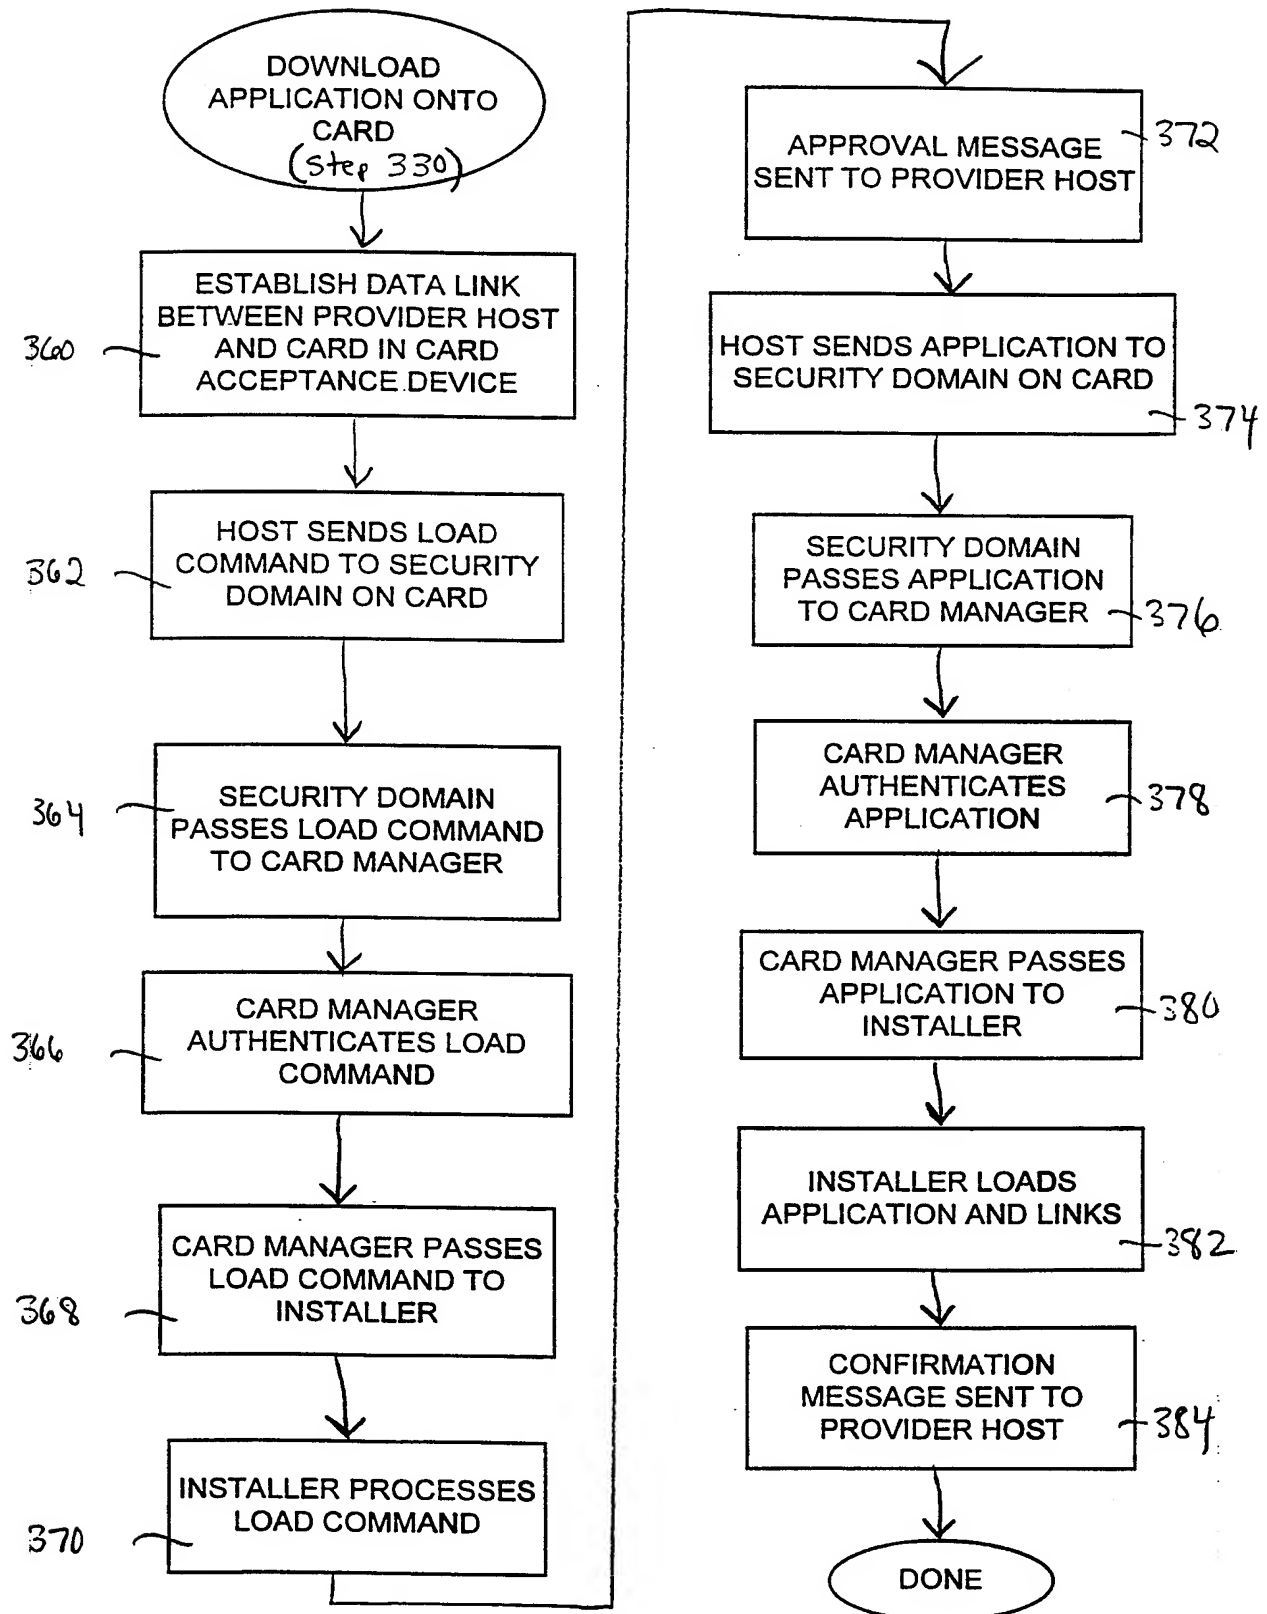 DOWNLOAD
APPLICATION ONTO
CARD
(Step 330)
360
ESTABLISH DATA LINK
BETWEEN PROVIDER HOST
AND CARD IN CARD
ACCEPTANCE DEVICE
362
HOST SENDS LOAD
COMMAND TO SECURITY
DOMAIN ON CARD
364
SECURITY DOMAIN
PASSES LOAD COMMAND
TO CARD MANAGER
366
CARD MANAGER
AUTHENTICATES LOAD
COMMAND
368
CARD MANAGER PASSES
LOAD COMMAND TO
INSTALLER
370
INSTALLER PROCESSES
LOAD COMMAND
372
APPROVAL MESSAGE
SENT TO PROVIDER HOST
HOST SENDS APPLICATION TO
SECURITY DOMAIN ON CARD
374
SECURITY DOMAIN
PASSES APPLICATION
TO CARD MANAGER
376
CARD MANAGER
AUTHENTICATES
APPLICATION
378
CARD MANAGER PASSES
APPLICATION TO
INSTALLER
380
INSTALLER LOADS
APPLICATION AND LINKS
382
CONFIRMATION
MESSAGE SENT TO
PROVIDER HOST
384
DONE